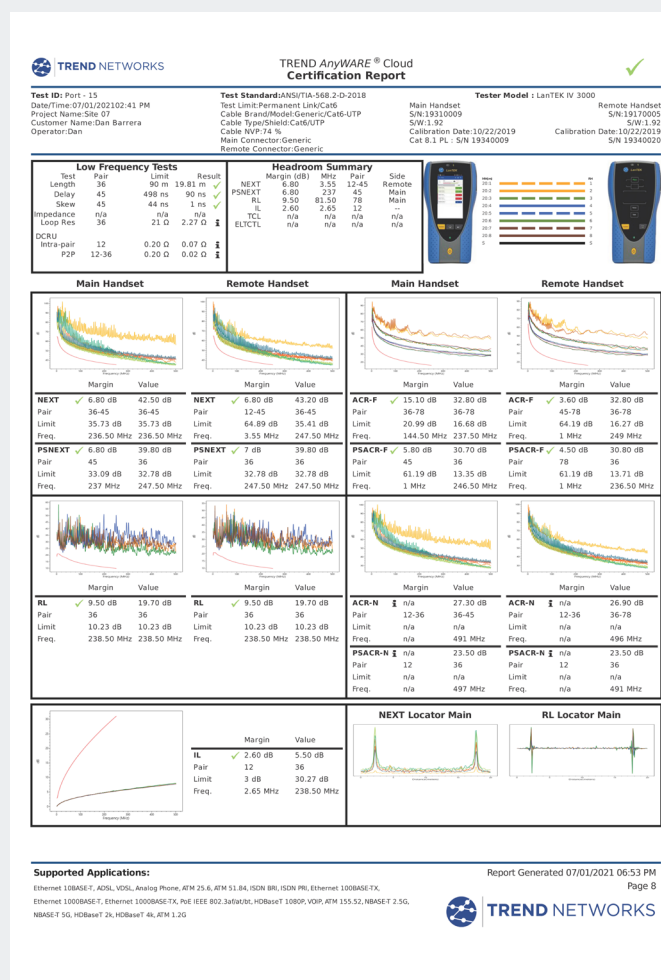 TREND NETWORKS
TREND AnyWARE ® Cloud
Certification Report
Test ID: Port - 15
Date/Time:07/01/202102:41 PM
Project Name:Site 07
Customer Name:Dan Barrera
Operator:Dan
Test Standard:ANSI/TIA-568.2-D-2018
Test Limit:Permanent Link/Cat6
Cable Brand/Model:Generic/Cat6-UTP
Cable Type/Shield:Cat6/UTP
Cable NVP:74 %
Main Connector:Generic
Remote Connector:Generic
Tester Model : LanTEK IV 3000
Main Handset
S/N:19310009
S/W:1.92
Calibration Date:10/22/2019
Cat 8.1 PL : S/N 19340009
Remote Handset
S/N:19170005
S/W:1.92
Calibration Date:10/22/2019
S/N 19340020
Low Frequency Tests
Test Pair Limit Result
Length 36 90 m 19.81 m
Delay 45 498 ns 90 ns
Skew 45 44 ns 1 ns
Impedance n/a n/a n/a
Loop Res 36 21 Ω 2.27 Ω
DCRU
Intra-pair 12 0.20 Ω 0.07 Ω
P2P 12-36 0.20 Ω 0.02 Ω
Headroom Summary
Margin (dB) MHz Pair Side
NEXT 6.80 3.55 12-45 Remote
PSNEXT 6.80 237 45 Main
RL 9.50 81.50 78 Main
IL 2.60 2.65 12 --
TCL n/a n/a n/a n/a
ELTCTL n/a n/a n/a n/a
Main Handset Remote Handset Main Handset Remote Handset
Margin Value Margin Value Margin Value Margin Value
NEXT 6.80 dB 42.50 dB NEXT 6.80 dB 43.20 dB ACR-F 15.10 dB 32.80 dB ACR-F 3.60 dB 32.80 dB
Pair 36-45 36-45 Pair 12-45 36-45 Pair 36-78 36-78 Pair 45-78 36-78
Limit 35.73 dB 35.73 dB Limit 64.89 dB 35.41 dB Limit 20.99 dB 16.68 dB Limit 64.19 dB 16.27 dB
Freq. 236.50 MHz 236.50 MHz Freq. 3.55 MHz 247.50 MHz Freq. 144.50 MHz 237.50 MHz Freq. 1 MHz 249 MHz
PSNEXT 6.80 dB 39.80 dB PSNEXT 7 dB 39.80 dB PSACR-F 5.80 dB 30.70 dB PSACR-F 4.50 dB 30.80 dB
Pair 45 36 Pair 36 36 Pair 45 36 Pair 78 36
Limit 33.09 dB 32.78 dB Limit 32.78 dB 32.78 dB Limit 61.19 dB 13.35 dB Limit 61.19 dB 13.71 dB
Freq. 237 MHz 247.50 MHz Freq. 247.50 MHz 247.50 MHz Freq. 1 MHz 246.50 MHz Freq. 1 MHz 236.50 MHz
Margin Value Margin Value Margin Value Margin Value
RL 9.50 dB 19.70 dB RL 9.50 dB 19.70 dB ACR-N n/a 27.30 dB ACR-N n/a 26.90 dB
Pair 36 36 Pair 36 36 Pair 12-36 36-45 Pair 12-36 36-78
Limit 10.23 dB 10.23 dB Limit 10.23 dB 10.23 dB Limit n/a n/a Limit n/a n/a
Freq. 238.50 MHz 238.50 MHz Freq. 238.50 MHz 238.50 MHz Freq. n/a 491 MHz Freq. n/a 496 MHz
PSACR-N n/a 23.50 dB PSACR-N n/a 23.50 dB
Pair 12 36 Pair 12 36
Limit n/a n/a Limit n/a n/a
Freq. n/a 497 MHz Freq. n/a 491 MHz
Margin Value
IL 2.60 dB 5.50 dB
Pair 12 36
Limit 3 dB 30.27 dB
Freq. 2.65 MHz 238.50 MHz
NEXT Locator Main RL Locator Main
Supported Applications:
Ethernet 10BASE-T, ADSL, VDSL, Analog Phone, ATM 25.6, ATM 51.84, ISDN BRI, ISDN PRI, Ethernet 100BASE-TX,
Ethernet 1000BASE-T, Ethernet 1000BASE-TX, PoE IEEE 802.3af/at/bt, HDBaseT 1080P, VOIP, ATM 155.52, NBASE-T 2.5G,
NBASE-T 5G, HDBaseT 2k, HDBaseT 4k, ATM 1.2G
Report Generated 07/01/2021 06:53 PM
Page 8
TREND NETWORKS